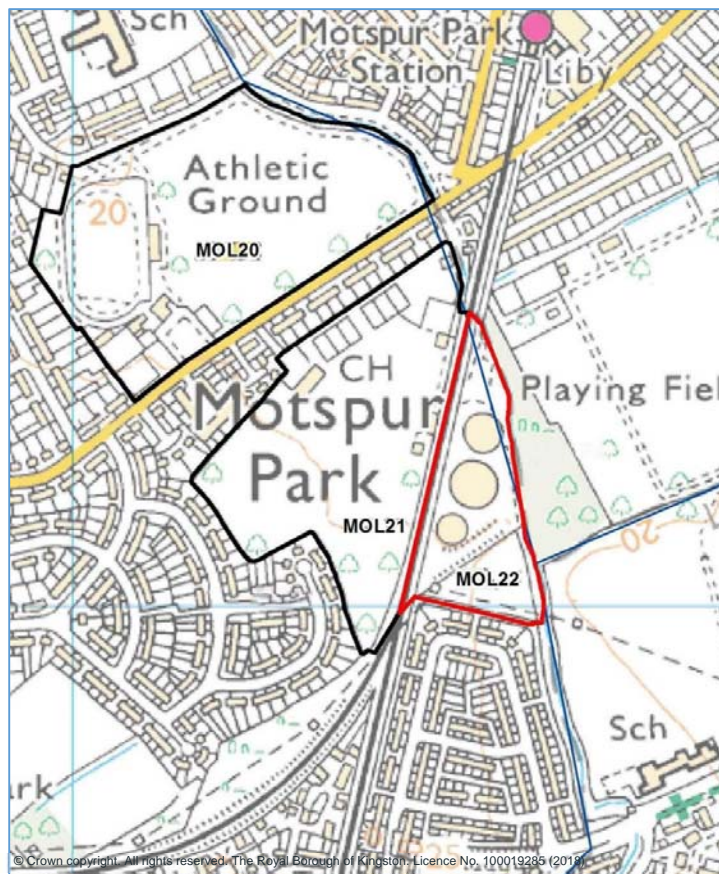 Sch
Motspur Park
Station
Liby
Athletic
Ground
20
MOL20
CH
Playing Fiel
Motspur
Park
MOL21
MOL22
20
Sch
rk
25
© Crown copyright. All rights reserved. The Royal Borough of Kingston. Licence No. 100019285 (2018)